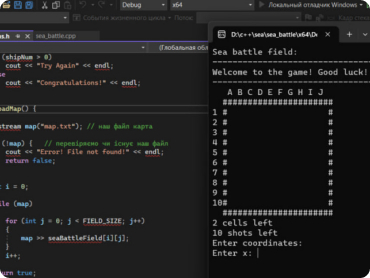 Debug
x64
Локальный отладчик Windows
События жизненного цикла
Поток:
sea_battle.cpp
(Глобальная обл
(shipNum > 0)
cout << "Try Again" << endl;
cout << "Congratulations!" << endl;
oadMap() {
stream map("map.txt"); // наш файл карта
(!map) { // перевіряємо чи існує наш файл
cout << "Error! File not found!" << endl;
return false;
t i = 0;
ile (map)
for (int j = 0; j < FIELD_SIZE; j++)
{
map >> seaBattleField[i][j];
}
i++;
turn true;
D:\c++\sea\sea_battle\x64\De
Sea battle field:
Welcome to the game! Good luck!
A B C D E F G H I J
######################
1 # #
2 # #
3 # #
4 # #
5 # #
6 # #
7 # #
8 # #
9 # #
10# #
######################
2 cells left
10 shots left
Enter coordinates:
Enter x: